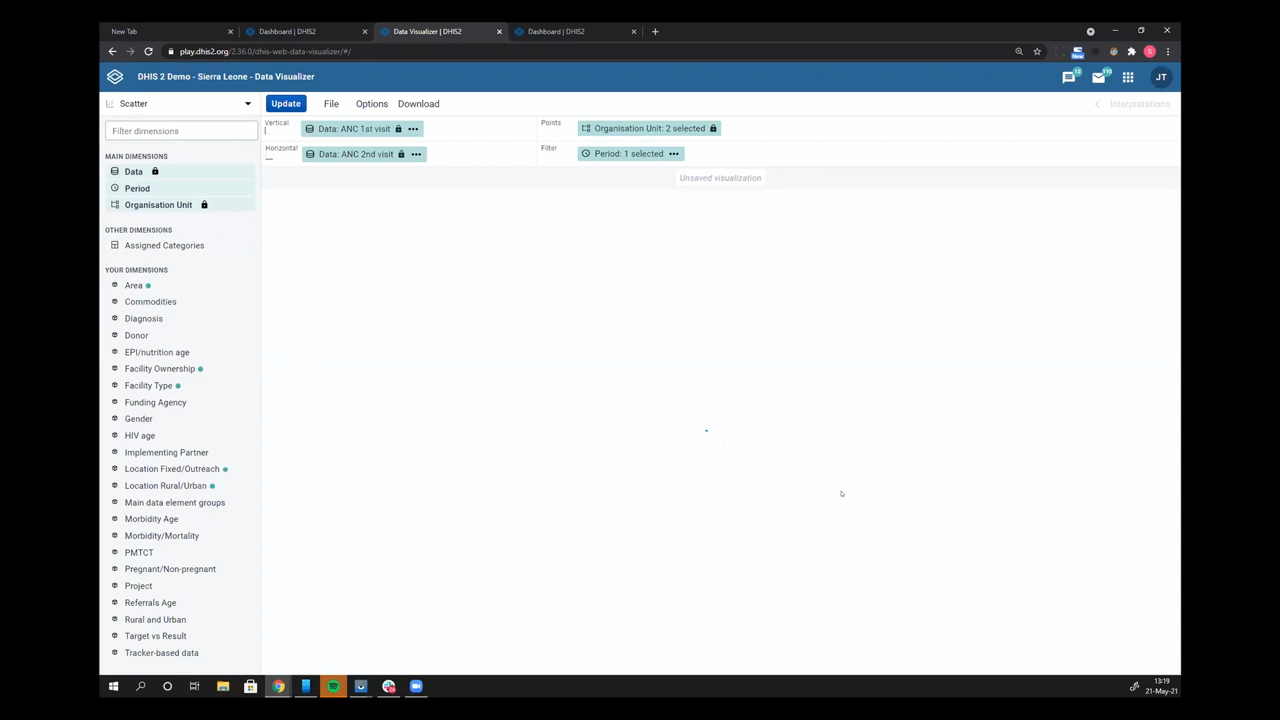 New Tab
Dashboard | DHIS2
Data Visualizer | DHIS2
Dashboard | DHIS2
play.dhis2.org/2.36.0/dhis-web-data-visualizer/#/
New
S
DHIS 2 Demo - Sierra Leone - Data Visualizer
JT
Scatter
Update File Options Download
Interpretations
Filter dimensions
Vertical
Data: ANC 1st visit
Points
Organisation Unit: 2 selected
Horizontal
Data: ANC 2nd visit
Filter
Period: 1 selected
Unsaved visualization
MAIN DIMENSIONS
Data
Period
Organisation Unit
OTHER DIMENSIONS
Assigned Categories
YOUR DIMENSIONS
Area
Commodities
Diagnosis
Donor
EPI/nutrition age
Facility Ownership
Facility Type
Funding Agency
Gender
HIV age
Implementing Partner
Location Fixed/Outreach
Location Rural/Urban
Main data element groups
Morbidity Age
Morbidity/Mortality
PMTCT
Pregnant/Non-pregnant
Project
Referrals Age
Rural and Urban
Target vs Result
Tracker-based data
13:19
21-May-21